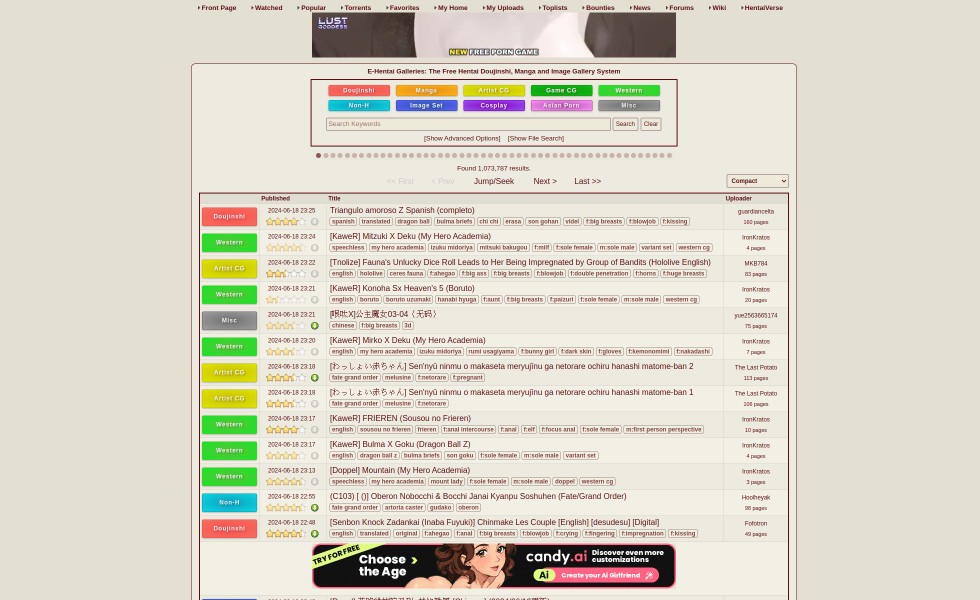 Front Page Watched Popular Torrents Favorites My Home My Uploads Toplists Bounties News Forums Wiki HentaiVerse
LUST GODDESS
NEW FREE PORN GAME
E-Hentai Galleries: The Free Hentai Doujinshi, Manga and Image Gallery System
Doujinshi Manga Artist CG Game CG Western
Non-H Image Set Cosplay Asian Porn Misc
Search Keywords Search Clear
[Show Advanced Options] [Show File Search]
Found 1,073,787 results.
<< First < Prev Jump/Seek Next > Last >> Compact
Published Title Uploader
Doujinshi 2024-06-18 23:25 Triangulo amoroso Z Spanish (completo) guardiancelta
spanish translated dragon ball bulma briefs chi chi erasa son gohan videl f:big breasts f:blowjob f:kissing 160 pages
Western 2024-06-18 23:24 [KaweR] Mitzuki X Deku (My Hero Academia) IronKratos
speechless my hero academia izuku midoriya mitsuki bakugou f:milf f:sole female m:sole male variant set western cg 4 pages
Artist CG 2024-06-18 23:22 [Tnolize] Fauna's Unlucky Dice Roll Leads to Her Being Impregnated by Group of Bandits (Hololive English) MKB784
english hololive ceres fauna f:ahegao f:big ass f:big breasts f:blowjob f:double penetration f:horns f:huge breasts 83 pages
Western 2024-06-18 23:21 [KaweR] Konoha Sx Heaven's 5 (Boruto) IronKratos
english boruto boruto uzumaki hanabi hyuga f:aunt f:big breasts f:paizuri f:sole female m:sole male western cg 20 pages
Misc 2024-06-18 23:21 公主魔女03-04〈无码〉 yue2563665174
chinese f:big breasts 3d 75 pages
Western 2024-06-18 23:20 [KaweR] Mirko X Deku (My Hero Academia) IronKratos
english my hero academia izuku midoriya rumi usagiyama f:bunny girl f:dark skin f:gloves f:kemonomimi f:nakadashi 7 pages
Artist CG 2024-06-18 23:18 [わっしょい赤ちゃん] Sen'nyū ninmu o makaseta meryujīnu ga netorare ochiru hanashi matome-ban 2 The Last Potato
fate grand order melusine f:netorare f:pregnant 113 pages
Artist CG 2024-06-18 23:18 [わっしょい赤ちゃん] Sen'nyū ninmu o makaseta meryujīnu ga netorare ochiru hanashi matome-ban 1 The Last Potato
fate grand order melusine f:netorare 106 pages
Western 2024-06-18 23:17 [KaweR] FRIEREN (Sousou no Frieren) IronKratos
english sousou no frieren frieren f:anal intercourse f:anal f:elf f:focus anal f:sole female m:first person perspective 10 pages
Western 2024-06-18 23:17 [KaweR] Bulma X Goku (Dragon Ball Z) IronKratos
english dragon ball z bulma briefs son goku f:sole female m:sole male variant set 4 pages
Western 2024-06-18 23:13 [Doppel] Mountain (My Hero Academia) IronKratos
speechless my hero academia mount lady f:sole female m:sole male doppel western cg 3 pages
Non-H 2024-06-18 22:55 (C103) [ ()] Oberon Nobocchi & Bocchi Janai Kyanpu Soshuhen (Fate/Grand Order) Hoolheyak
fate grand order artoria caster gudako oberon 98 pages
Doujinshi 2024-06-18 22:48 [Senbon Knock Zadankai (Inaba Fuyuki)] Chinmake Les Couple [English] [desudesu] [Digital] Fofotron
english translated original f:ahegao f:anal f:big breasts f:blowjob f:crying f:fingering f:impregnation f:kissing 49 pages
TRY FOR FREE Choose the Age candy.ai Discover even more customizations
Ai Create your AI Girlfriend